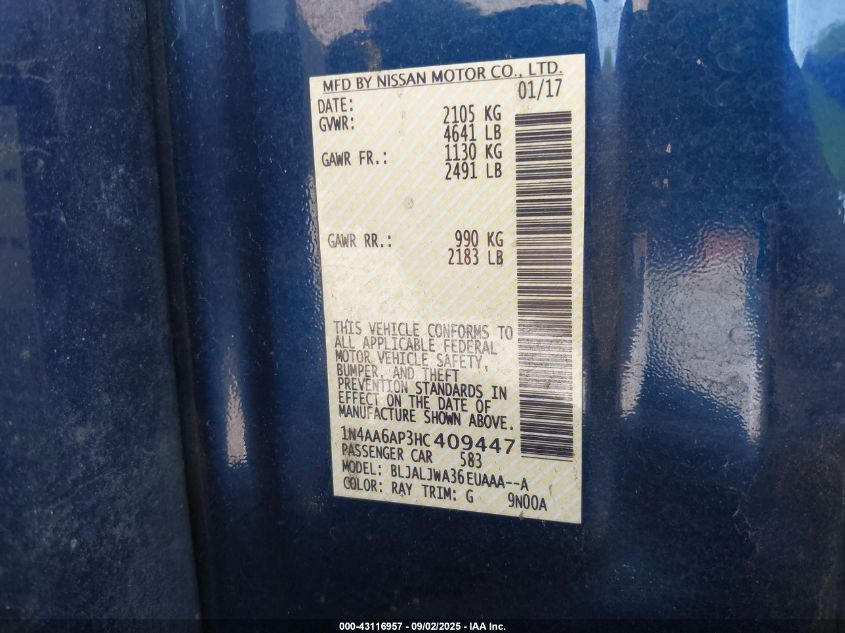 MFD BY NISSAN MOTOR CO., LTD.
DATE: 01/17
GVWR: 2105 KG
4641 LB
GAWR FR.: 1130 KG
2491 LB
GAWR RR.: 990 KG
2183 LB
THIS VEHICLE CONFORMS TO
ALL APPLICABLE FEDERAL
MOTOR VEHICLE SAFETY,
BUMPER, AND THEFT
PREVENTION STANDARDS IN
EFFECT ON THE DATE OF
MANUFACTURE SHOWN ABOVE.
1N4AA6AP3HC409447
PASSENGER CAR 583
MODEL: BLJALJWA36EUAAA--A
COLOR: RAY TRIM: G 9N00A
000-43116957 - 09/02/2025 - IAA Inc.